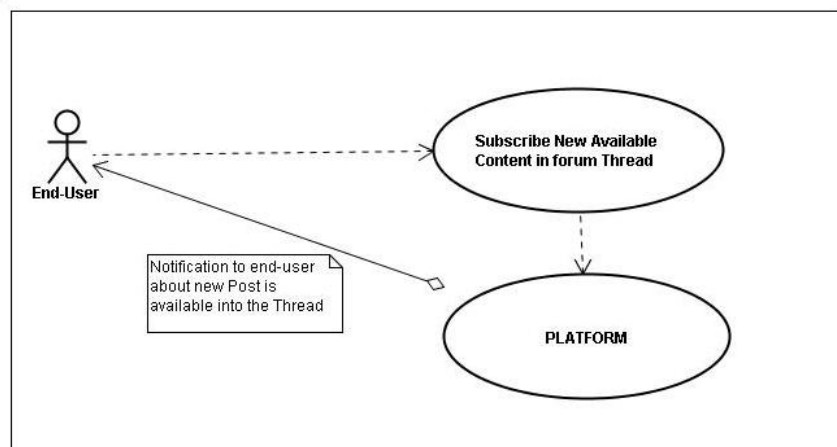 Subscribe New Available
Content in forum Thread
End-User
Notification to end-user
about new Post is
available into the Thread
PLATFORM